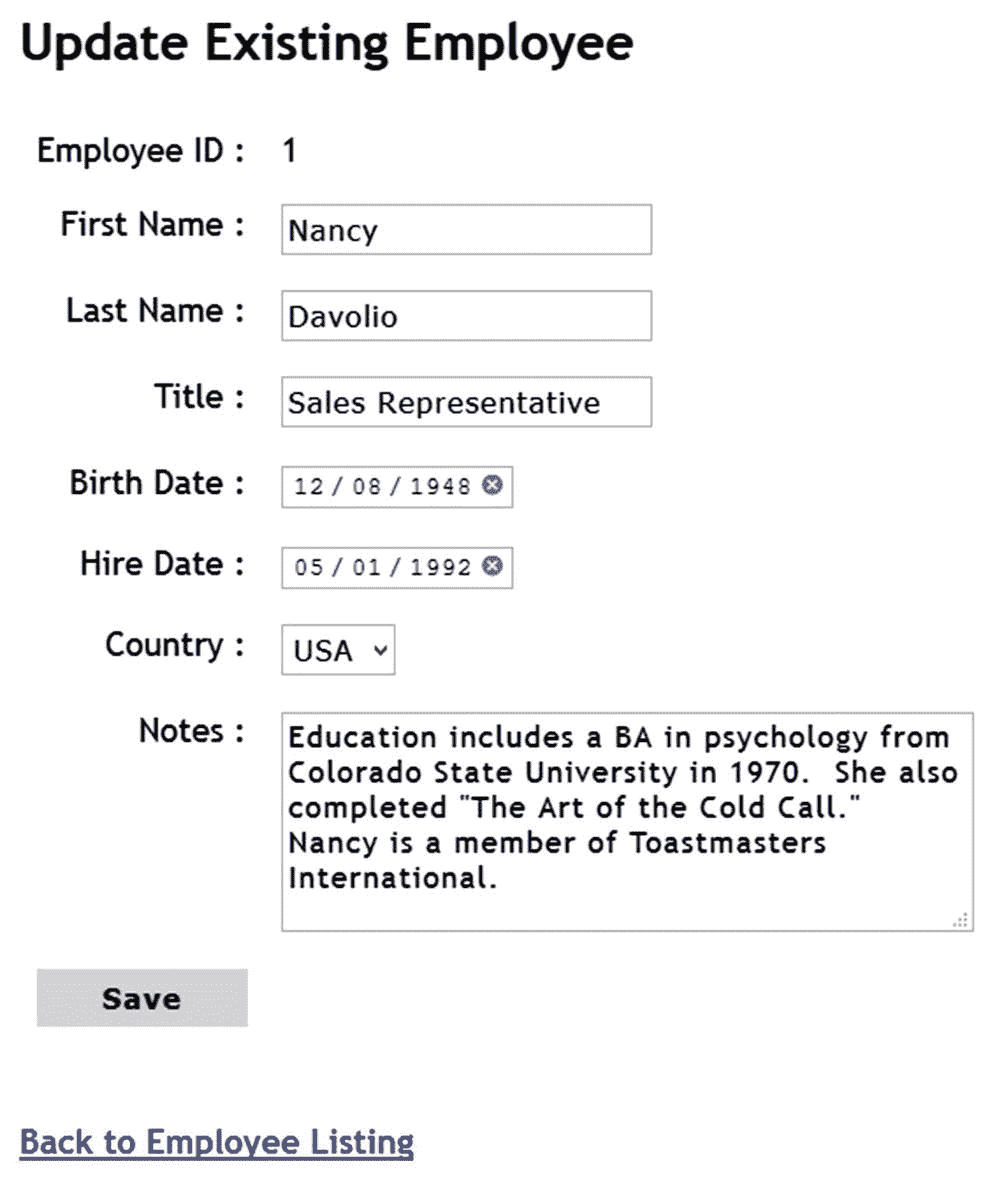 Update Existing Employee
Employee ID : 1
First Name : Nancy
Last Name : Davolio
Title : Sales Representative
Birth Date : 12 / 08 / 1948
Hire Date : 05 / 01 / 1992
Country : USA
Notes : Education includes a BA in psychology from
Colorado State University in 1970.  She also
completed "The Art of the Cold Call."
Nancy is a member of Toastmasters
International.
Save
Back to Employee Listing